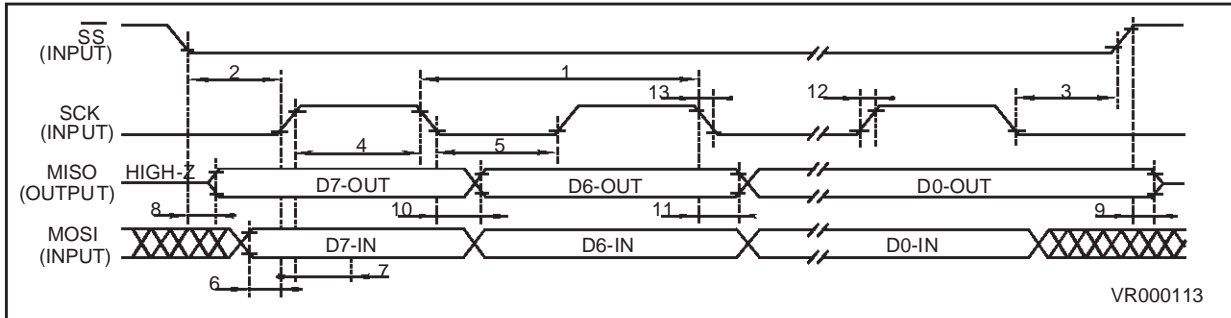 SS
(INPUT)
2
1
13
12
3
SCK
(INPUT)
4
5
MISO
(OUTPUT)
HIGH-Z
D7-OUT
D6-OUT
D0-OUT
8
10
11
9
MOSI
(INPUT)
D7-IN
D6-IN
D0-IN
6
7
VR000113